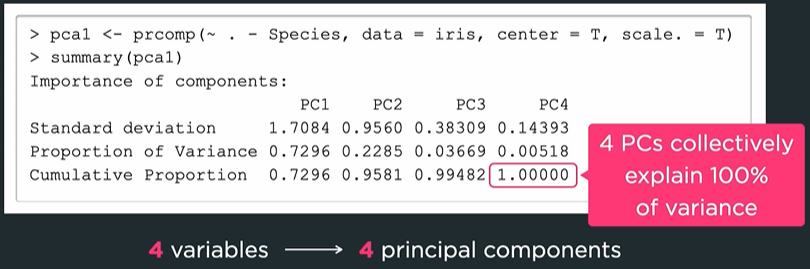 > pca1 <- prcomp(~ . - Species, data = iris, center = T, scale. = T)
> summary(pca1)
Importance of components:
PC1 PC2 PC3 PC4
Standard deviation 1.7084 0.9560 0.38309 0.14393
Proportion of Variance 0.7296 0.2285 0.03669 0.00518
Cumulative Proportion 0.7296 0.9581 0.99482 1.00000
4 PCs collectively
explain 100%
of variance
4 variables ⟶ 4 principal components